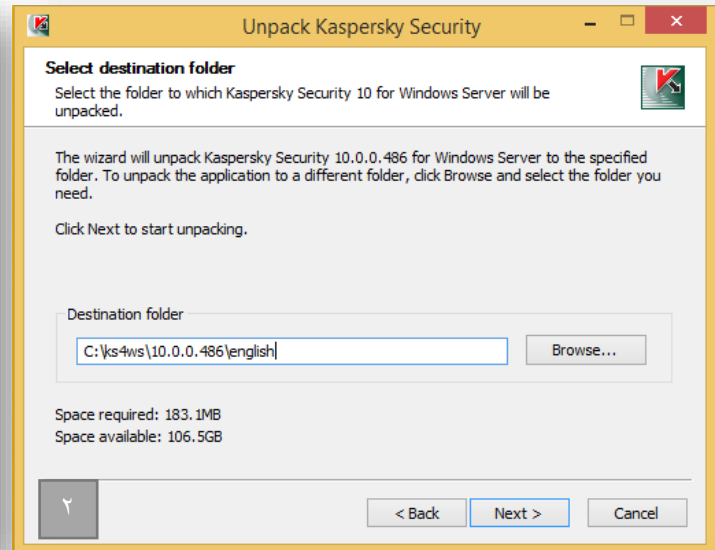 Unpack Kaspersky Security
Select destination folder
Select the folder to which Kaspersky Security 10 for Windows Server will be
unpacked.
The wizard will unpack Kaspersky Security 10.0.0.486 for Windows Server to the specified
folder. To unpack the application to a different folder, click Browse and select the folder you
need.
Click Next to start unpacking.
Destination folder
C:\ks4ws\10.0.0.486\english
Browse...
Space required: 183.1MB
Space available: 106.5GB
٢
< Back
Next >
Cancel